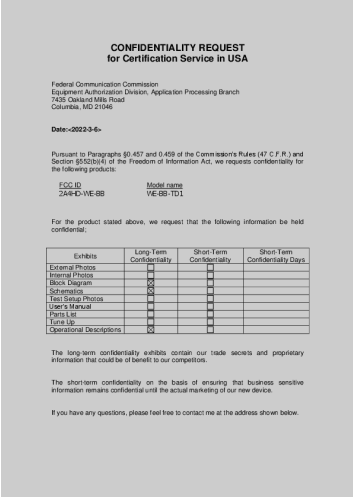 CONFIDENTIALITY REQUEST
for Certification Service in USA
Federal Communication Commission
Equipment Authorization Division, Application Processing Branch
7435 Oakland Mills Road
Columbia, MD 21046
Date:<2022-3-6>
Pursuant to Paragraphs §0.457 and 0.459 of the Commission's Rules (47 C.F.R.) and
Section §552(b)(4) of the Freedom of Information Act, we requests confidentiality for
the following products:
FCC ID Model name
2A4HD-WE-BB WE-BB-TD1
For the product stated above, we request that the following information be held
confidential;
Exhibits Long-Term Confidentiality Short-Term Confidentiality Short-Term Confidentiality Days
External Photos ☐ ☐
Internal Photos ☐ ☐
Block Diagram ☒ ☐
Schematics ☒ ☐
Test Setup Photos ☐ ☐
User's Manual ☐ ☐
Parts List ☐ ☐
Tune Up ☐ ☐
Operational Descriptions ☒ ☐
The long-term confidentiality exhibits contain our trade secrets and proprietary
information that could be of benefit to our competitors.
The short-term confidentiality on the basis of ensuring that business sensitive
information remains confidential until the actual marketing of our new device.
If you have any questions, please feel free to contact me at the address shown below.